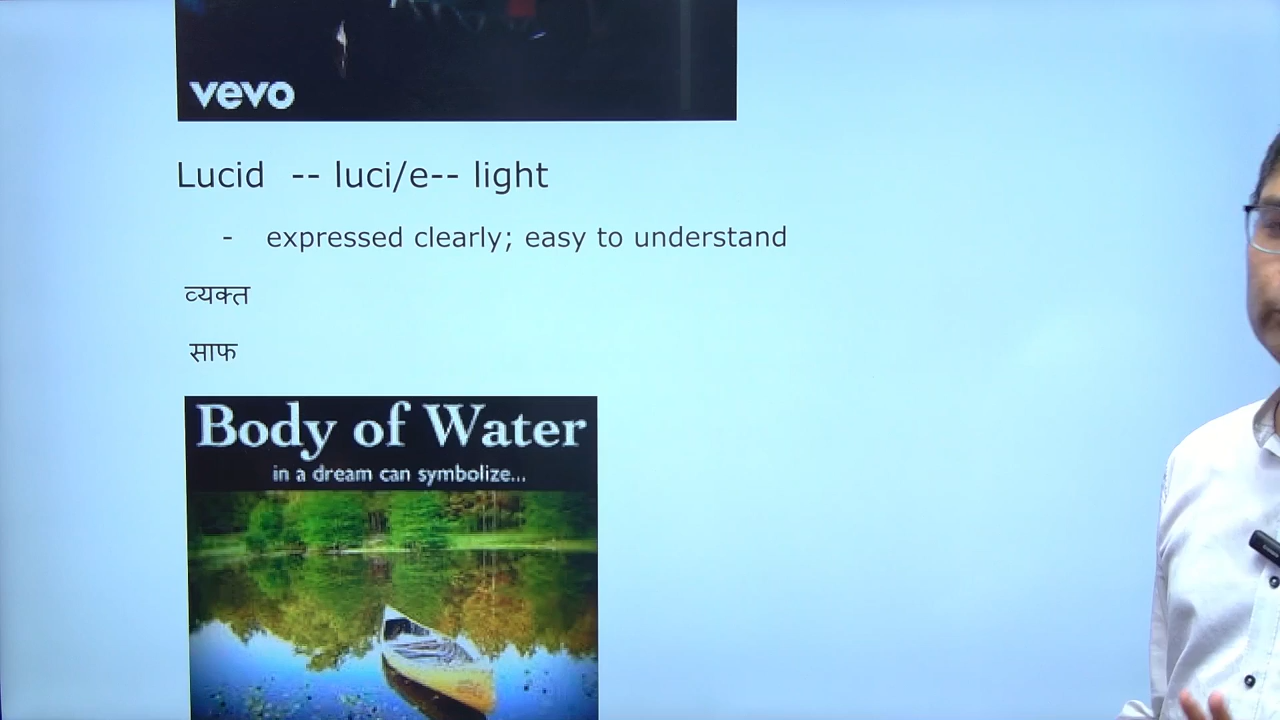 vevo
Lucid -- luci/e-- light
- expressed clearly; easy to understand
व्यक्त
साफ
Body of Water
in a dream can symbolize...